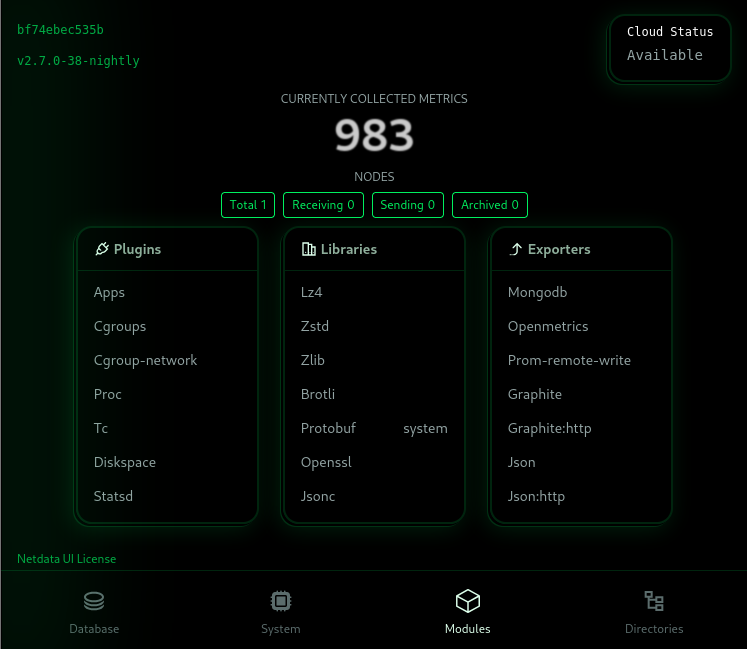 bf74ebec535b
v2.7.0-38-nightly
Cloud Status
Available
CURRENTLY COLLECTED METRICS
983
NODES
Total 1 Receiving 0 Sending 0 Archived 0
Plugins
Apps
Cgroups
Cgroup-network
Proc
Tc
Diskspace
Statsd
Libraries
Lz4
Zstd
Zlib
Brotli
Protobuf system
Openssl
Jsonc
Exporters
Mongodb
Openmetrics
Prom-remote-write
Graphite
Graphite:http
Json
Json:http
Netdata UI License
Database System Modules Directories